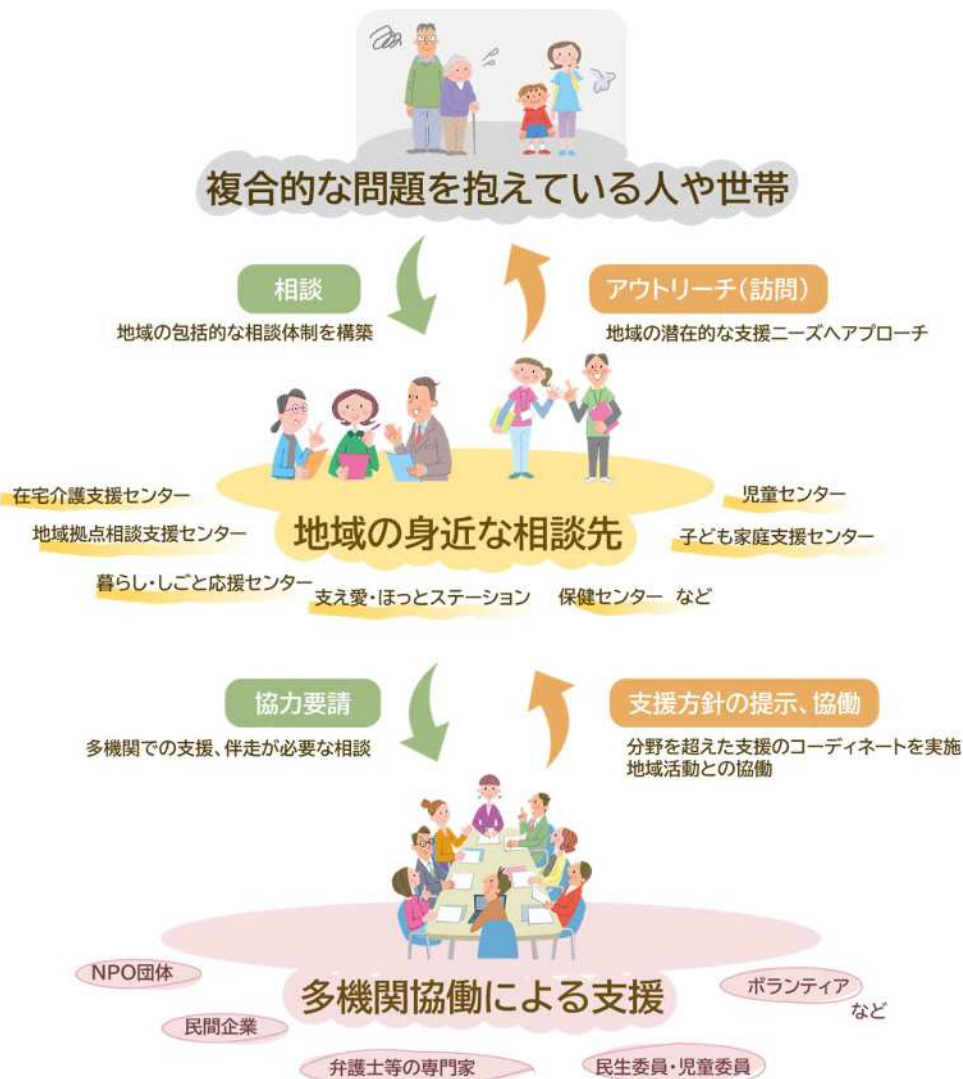 複合的な問題を抱えている人や世帯
相談
アウトリーチ(訪問)
地域の包括的な相談体制を構築
地域の潜在的な支援ニーズへアプローチ
在宅介護支援センター
児童センター
地域拠点相談支援センター
地域の身近な相談先
子ども家庭支援センター
暮らし・しごと応援センター
支え愛・ほっとステーション
保健センター など
協力要請
支援方針の提示、協働
多機関での支援、伴走が必要な相談
分野を超えた支援のコーディネートを実施
地域活動との協働
NPO団体
多機関協働による支援
ボランティア
など
民間企業
弁護士等の専門家
民生委員・児童委員